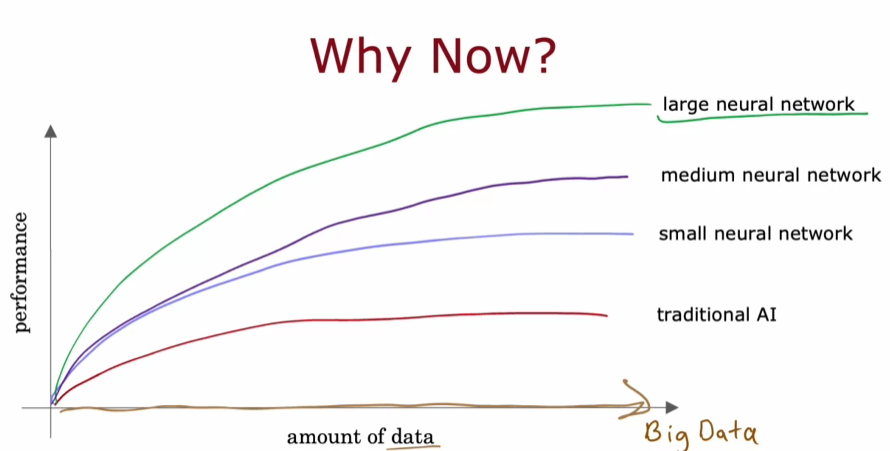 Why Now?
large neural network
medium neural network
small neural network
traditional AI
performance
amount of data
Big Data